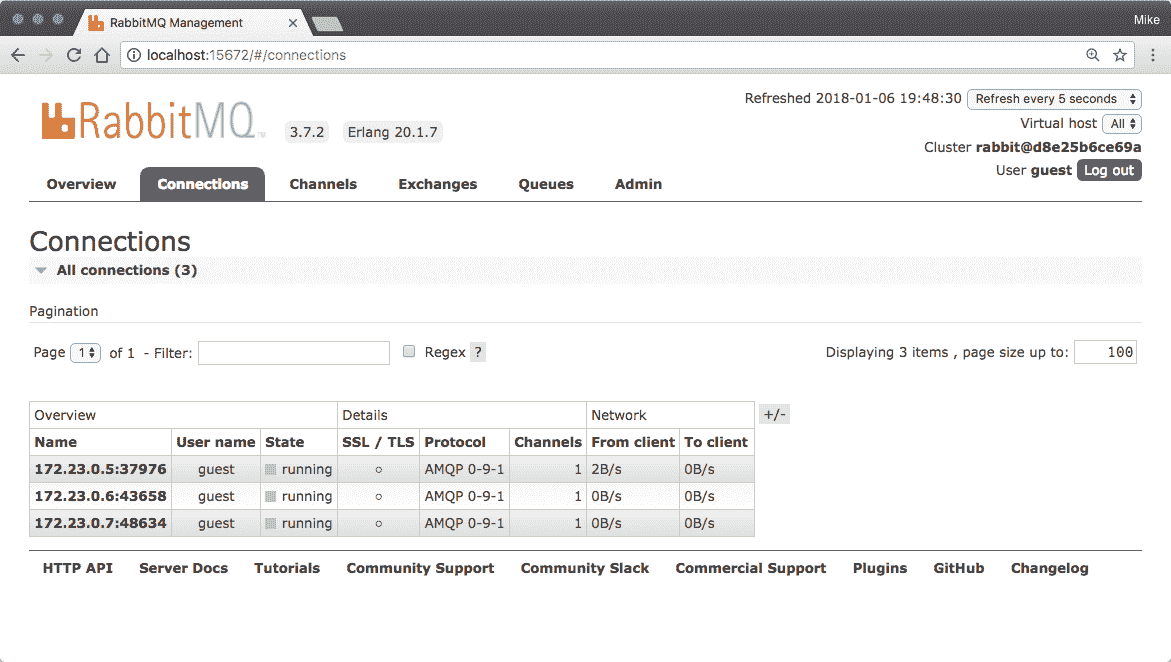 RabbitMQ Management
Mike
localhost:15672/#/connections
RabbitMQ TM 3.7.2 Erlang 20.1.7
Refreshed 2018-01-06 19:48:30 Refresh every 5 seconds
Virtual host All
Cluster rabbit@d8e25b6ce69a
User guest Log out
Overview Connections Channels Exchanges Queues Admin
Connections
All connections (3)
Pagination
Page 1 of 1 - Filter: Regex ? Displaying 3 items , page size up to: 100
Overview Details Network +/-
Name User name State SSL / TLS Protocol Channels From client To client
172.23.0.5:37976 guest running ○ AMQP 0-9-1 1 2B/s 0B/s
172.23.0.6:43658 guest running ○ AMQP 0-9-1 1 0B/s 0B/s
172.23.0.7:48634 guest running ○ AMQP 0-9-1 1 0B/s 0B/s
HTTP API Server Docs Tutorials Community Support Community Slack Commercial Support Plugins GitHub Changelog